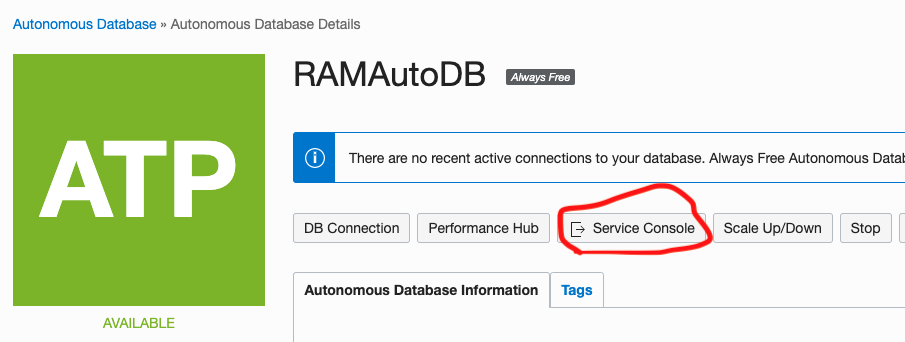 Autonomous Database » Autonomous Database Details
ATP
AVAILABLE
RAMAutoDB Always Free
There are no recent active connections to your database. Always Free Autonomous Datab
DB Connection Performance Hub Service Console Scale Up/Down Stop
Autonomous Database Information Tags